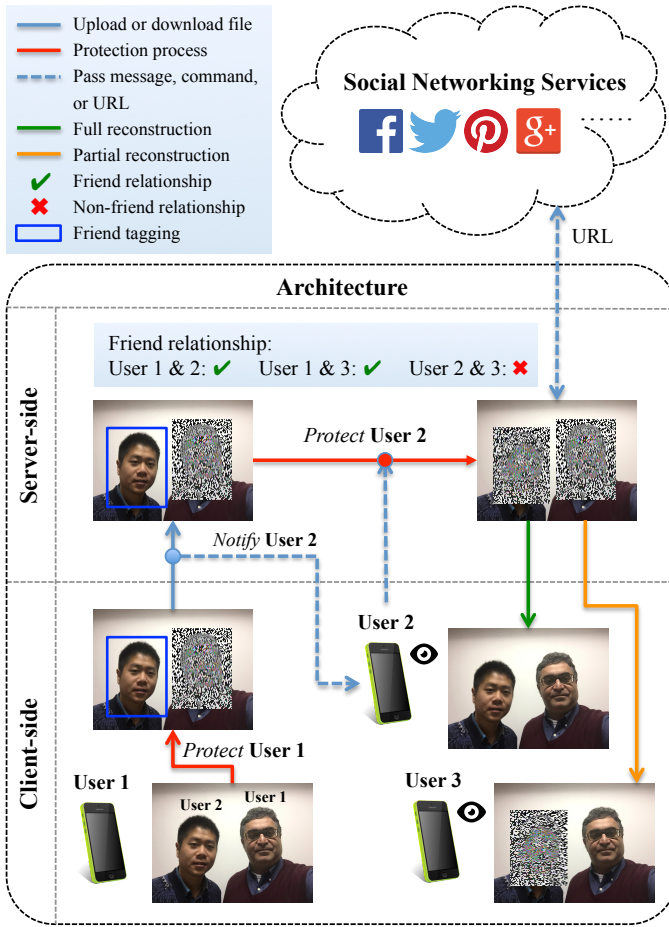 Upload or download file
Protection process
Pass message, command,
or URL
Full reconstruction
Partial reconstruction
Friend relationship
Non-friend relationship
Friend tagging
Social Networking Services
f
g+
......
URL
Architecture
Server-side
Friend relationship:
User 1 & 2: ✔ User 1 & 3: ✔ User 2 & 3: ✖
Protect User 2
Notify User 2
Client-side
User 2
Protect User 1
User 1
User 2
User 1
User 3